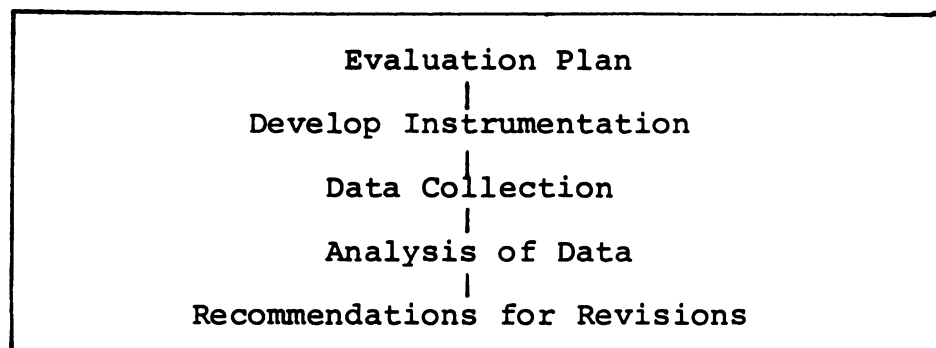 Evaluation Plan
Develop Instrumentation
Data Collection
Analysis of Data
Recommendations for Revisions